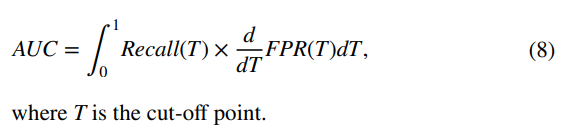 AUC = ∫₀¹ Recall(T) × d/dT FPR(T)dT, (8)
where T is the cut-off point.